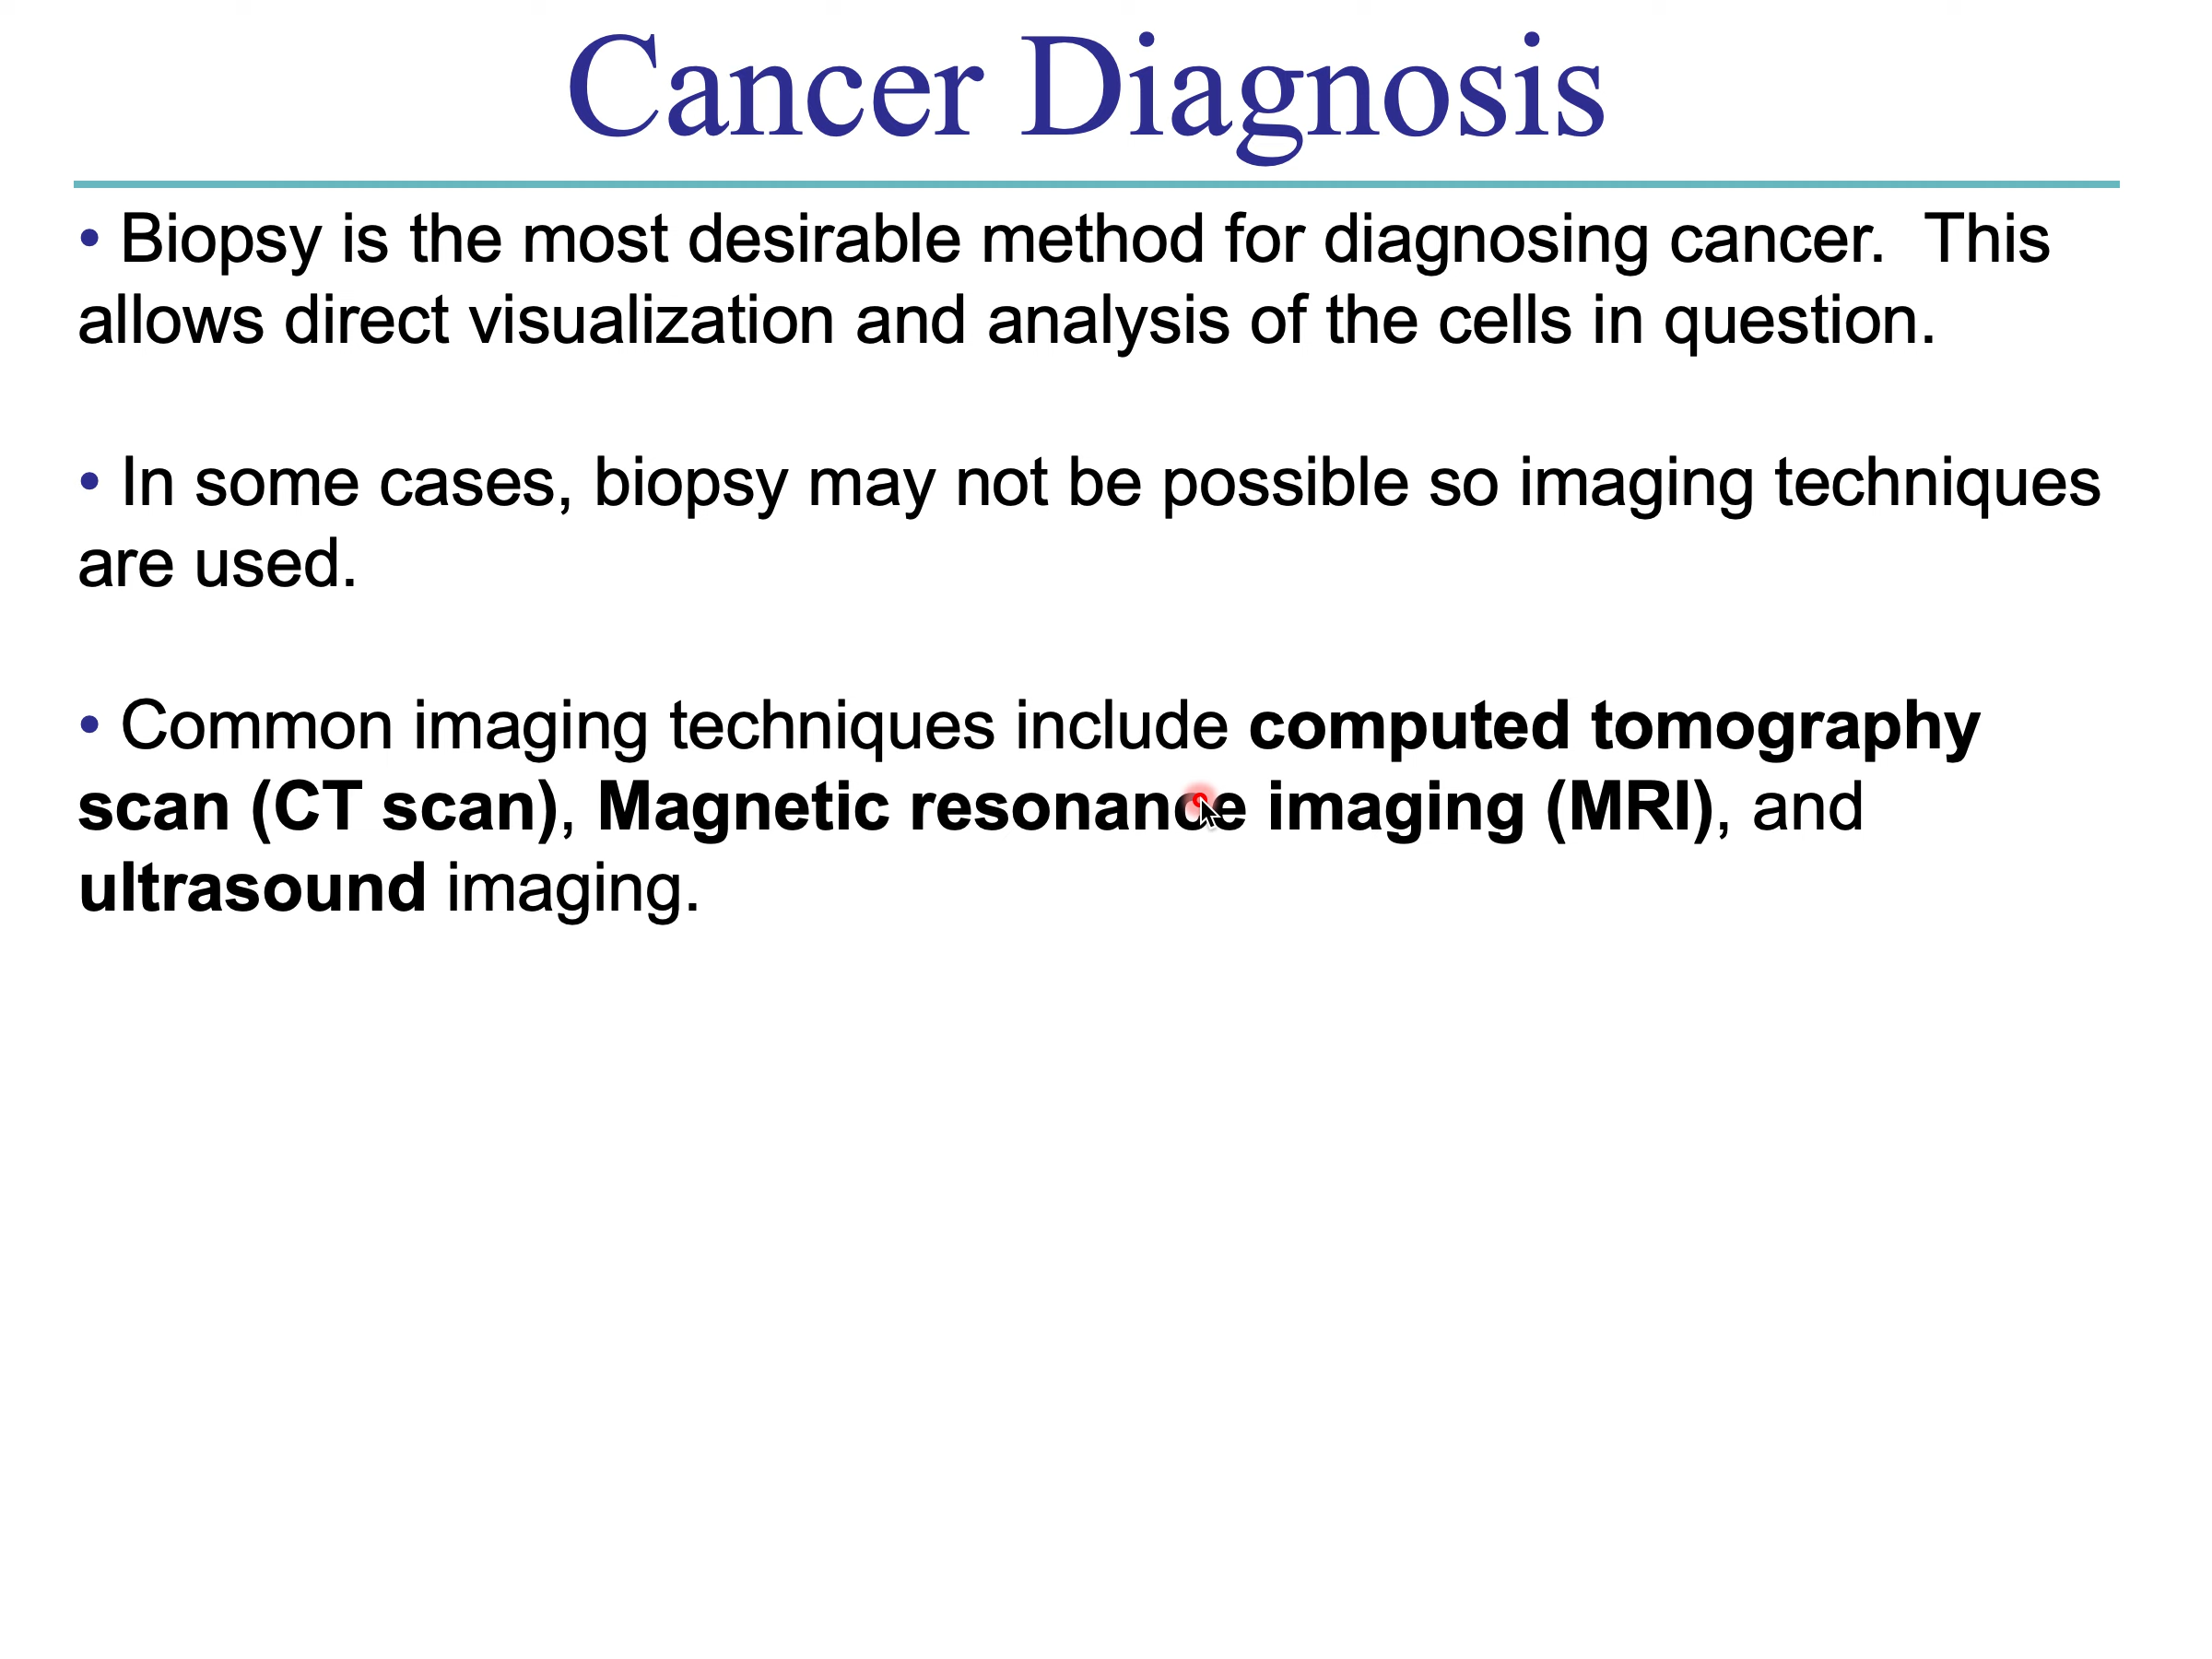 Cancer Diagnosis
• Biopsy is the most desirable method for diagnosing cancer.  This
allows direct visualization and analysis of the cells in question.
• In some cases, biopsy may not be possible so imaging techniques
are used.
• Common imaging techniques include computed tomography
scan (CT scan), Magnetic resonance imaging (MRI), and
ultrasound imaging.